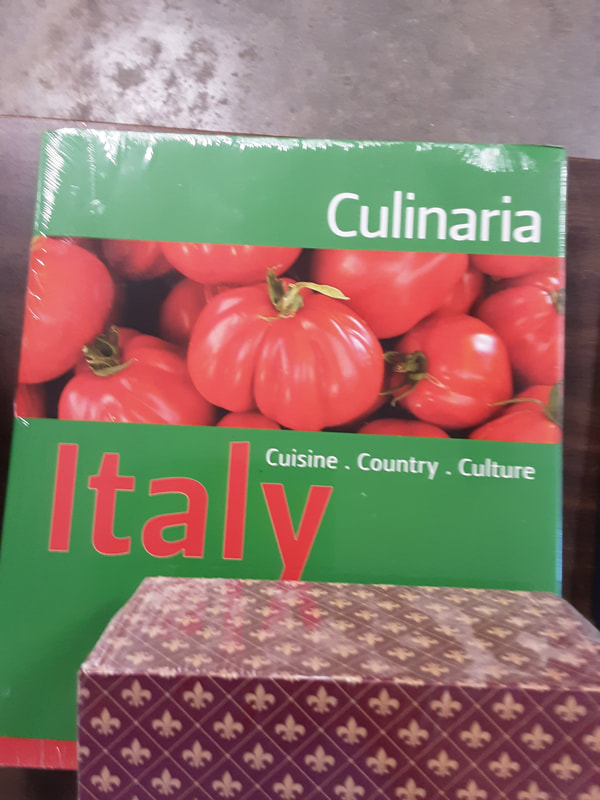 Culinaria
Cuisine . Country . Culture
Italy